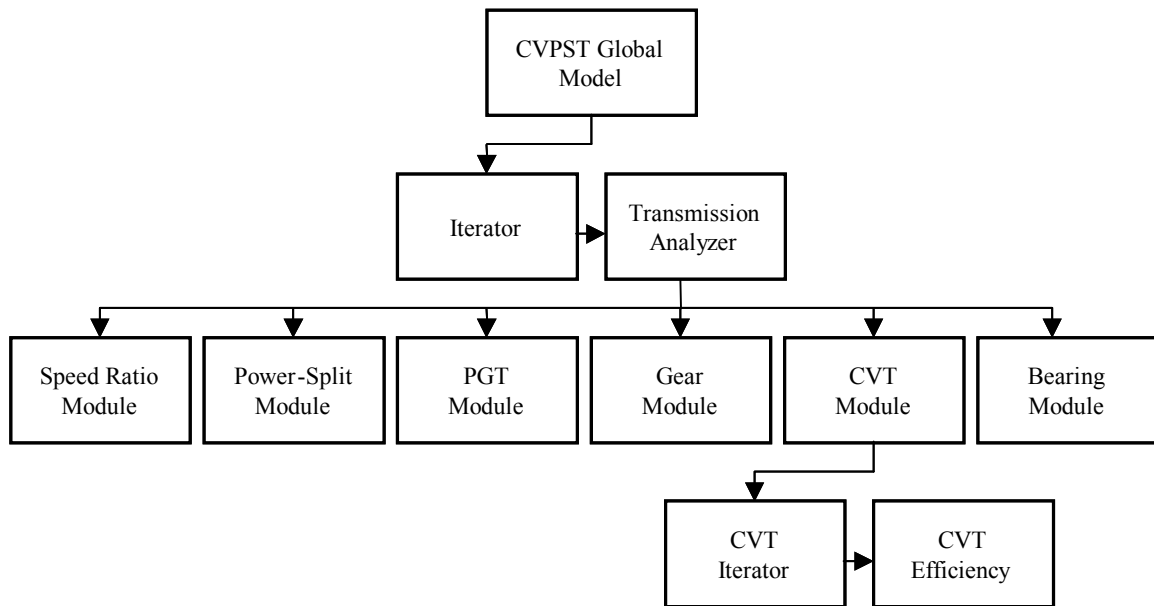 CVPST Global
Model
Iterator
Transmission
Analyzer
Speed Ratio
Module
Power-Split
Module
PGT
Module
Gear
Module
CVT
Module
Bearing
Module
CVT
Iterator
CVT
Efficiency